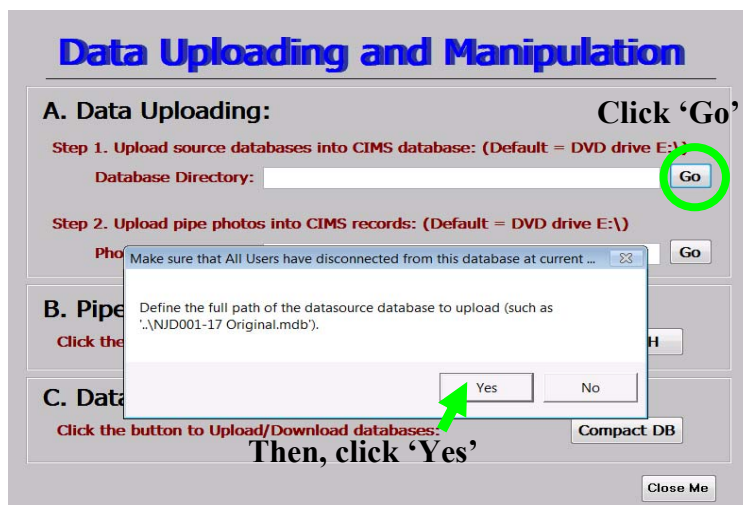 Data Uploading and Manipulation
A. Data Uploading:
Click ‘Go’
Step 1. Upload source databases into CIMS database: (Default = DVD drive E:\)
Database Directory:
Go
Step 2. Upload pipe photos into CIMS records: (Default = DVD drive E:\)
Pho
Go
Make sure that All Users have disconnected from this database at current ...
Define the full path of the datasource database to upload (such as
'..\NJD001-17 Original.mdb').
Yes
No
B. Pipe
Click the
H
C. Data
Click the button to Upload/Download databases:
Compact DB
Then, click ‘Yes’
Close Me